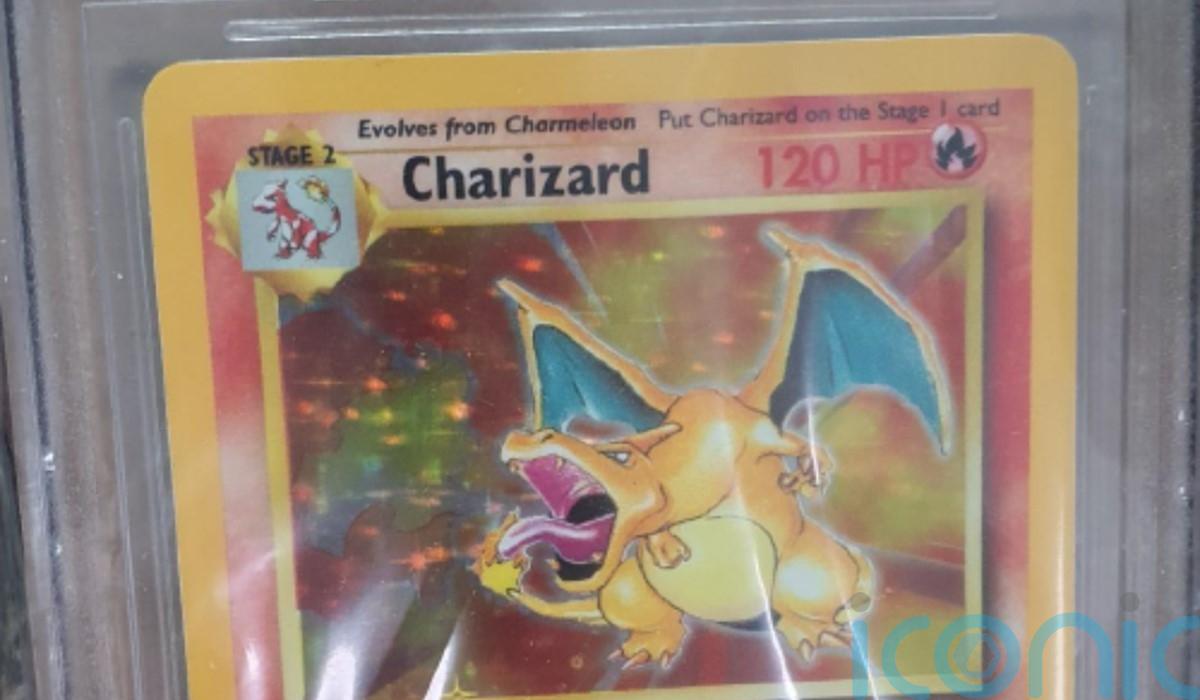 Evolves from Charmeleon Put Charizard on the Stage 1 card
STAGE 2
Charizard 120 HP
iconic